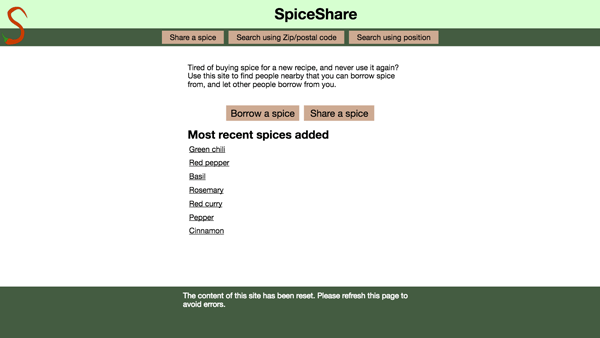 SpiceShare
Share a spice
Search using Zip/postal code
Search using position
Tired of buying spice for a new recipe, and never use it again?
Use this site to find people nearby that you can borrow spice
from, and let other people borrow from you.
Borrow a spice
Share a spice
Most recent spices added
Green chili
Red pepper
Basil
Rosemary
Red curry
Pepper
Cinnamon
The content of this site has been reset. Please refresh this page to
avoid errors.